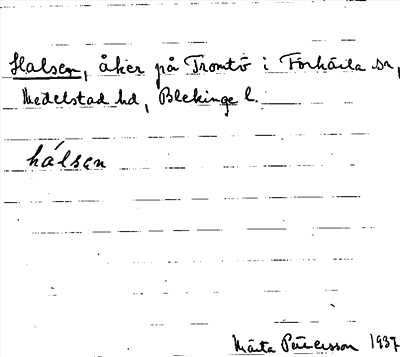 Halsen, åker på Tromtö i Förkärla sn,
Medelstad hd, Blekinge l.
hálsen
Märta Petersson 1937